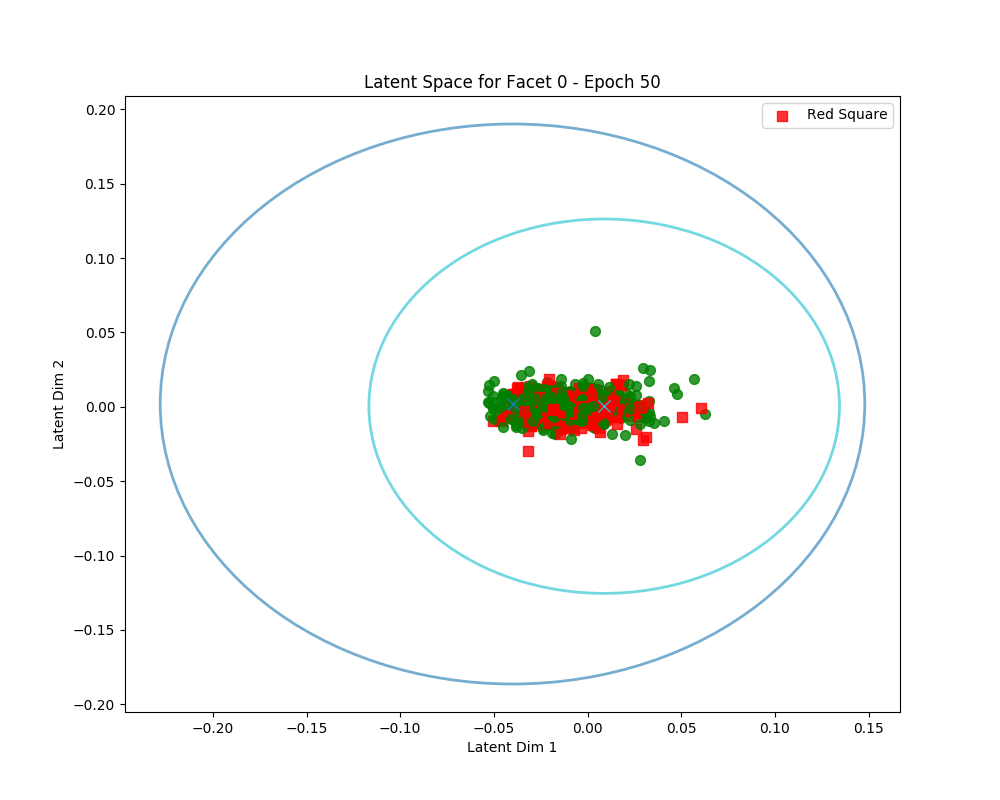 Latent Space for Facet 0 - Epoch 50
Red Square
0.20
0.15
0.10
0.05
0.00
−0.05
−0.10
−0.15
−0.20
Latent Dim 2
−0.20 −0.15 −0.10 −0.05 0.00 0.05 0.10 0.15
Latent Dim 1